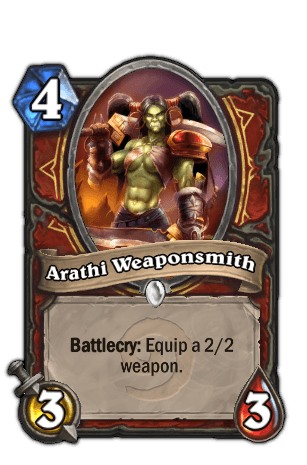 4
Arathi Weaponsmith
Battlecry: Equip a 2/2
weapon.
3
3